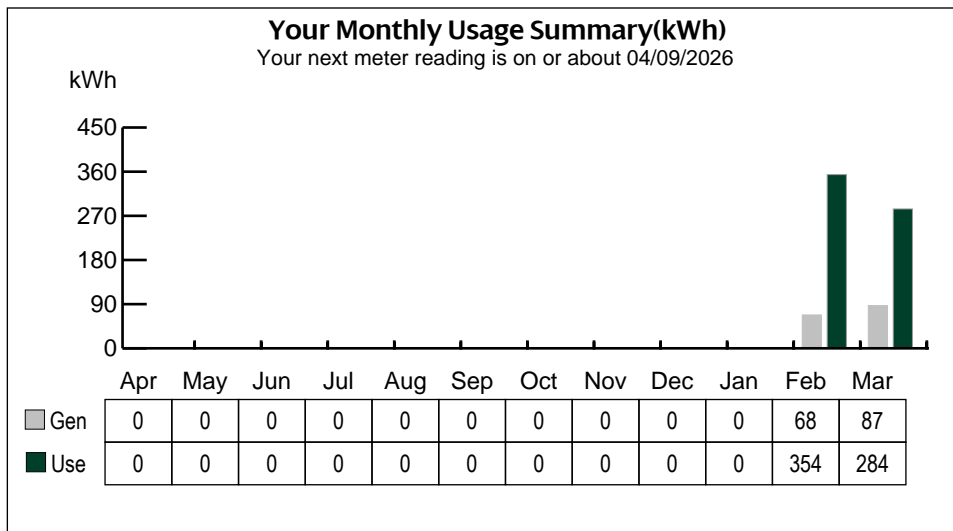 Your Monthly Usage Summary(kWh)
Your next meter reading is on or about 04/09/2026
kWh
450
360
270
180
90
0
Apr May Jun Jul Aug Sep Oct Nov Dec Jan Feb Mar
Gen 0 0 0 0 0 0 0 0 0 0 68 87
Use 0 0 0 0 0 0 0 0 0 0 354 284